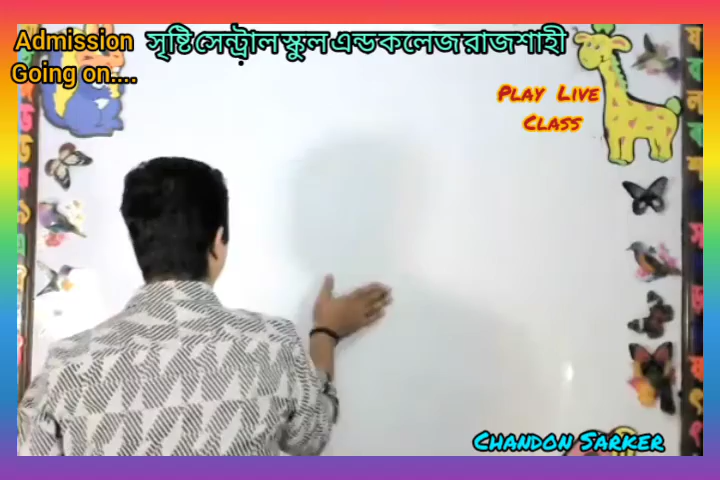 Admission
Going on....
সৃষ্টি সেন্ট্রাল স্কুল এন্ড কলেজ রাজশাহী
Play Live
Class
Chandon Sarker